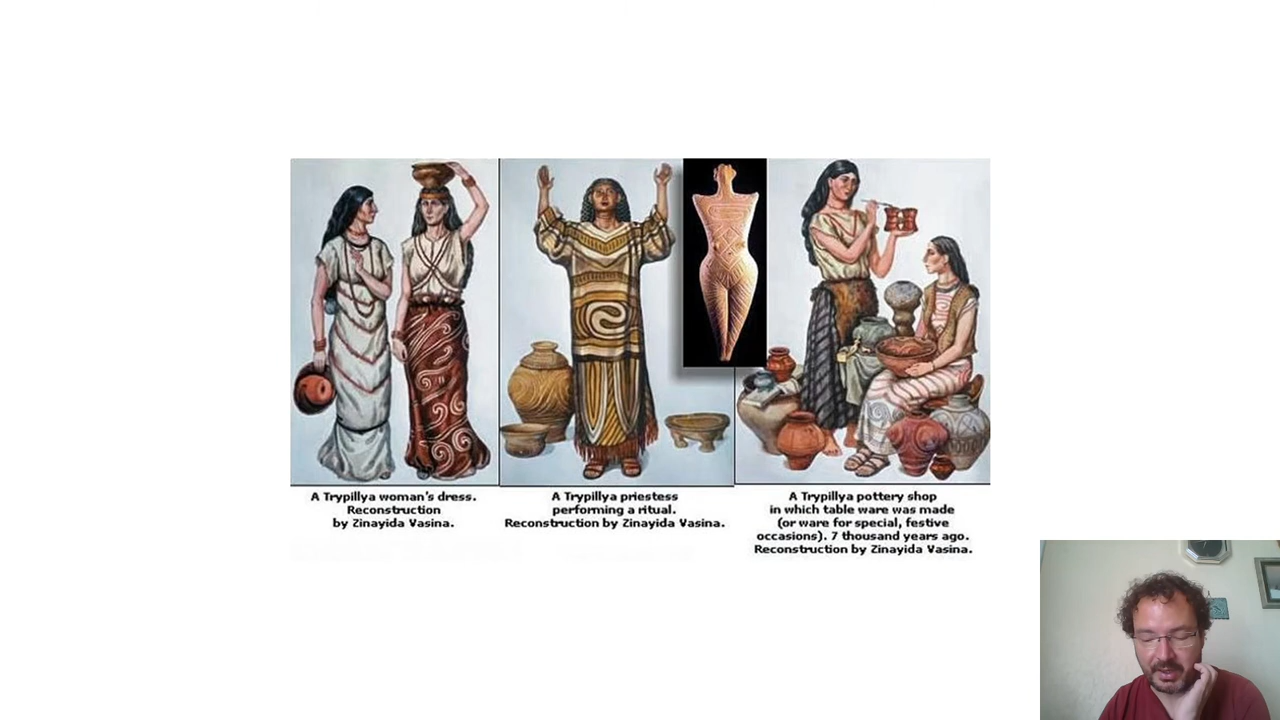 A Trypillya woman's dress.
Reconstruction
by Zinayida Vasina.
A Trypillya priestess
performing a ritual.
Reconstruction by Zinayida Vasina.
A Trypillya pottery shop
in which table ware was made
(or ware for special, festive
occasions). 7 thousand years ago.
Reconstruction by Zinayida Vasina.